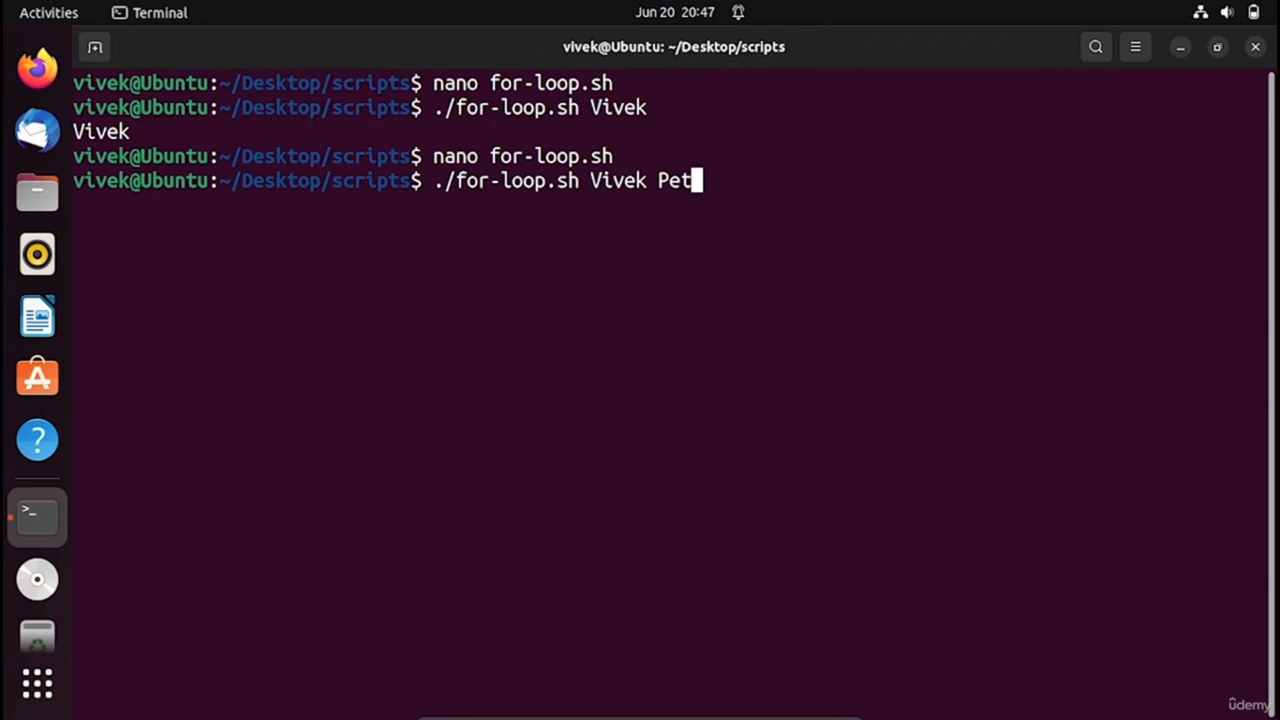 Activities
Terminal
Jun 20 20:47
vivek@Ubuntu: ~/Desktop/scripts
vivek@Ubuntu:~/Desktop/scripts$ nano for-loop.sh
vivek@Ubuntu:~/Desktop/scripts$ ./for-loop.sh Vivek
Vivek
vivek@Ubuntu:~/Desktop/scripts$ nano for-loop.sh
vivek@Ubuntu:~/Desktop/scripts$ ./for-loop.sh Vivek Pet
ûdemy